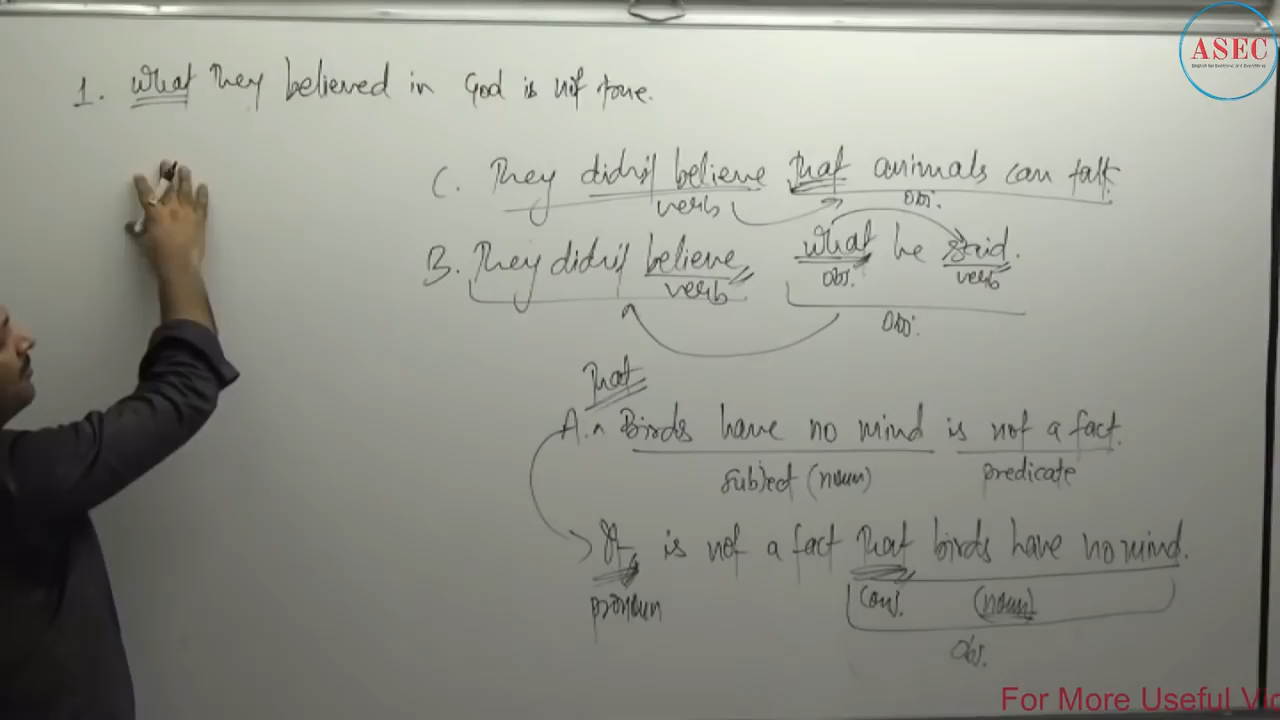 ASEC
1. What they believed in God is not true.
C. They didn't believe that animals can talk.
verb obj.
B. They didn't believe what he said.
verb obj. verb
obj.
That
A. ^ Birds have no mind is not a fact.
subject (noun) predicate
It is not a fact that birds have no mind.
pronoun conj. (noun)
obj.
For More Useful Vid